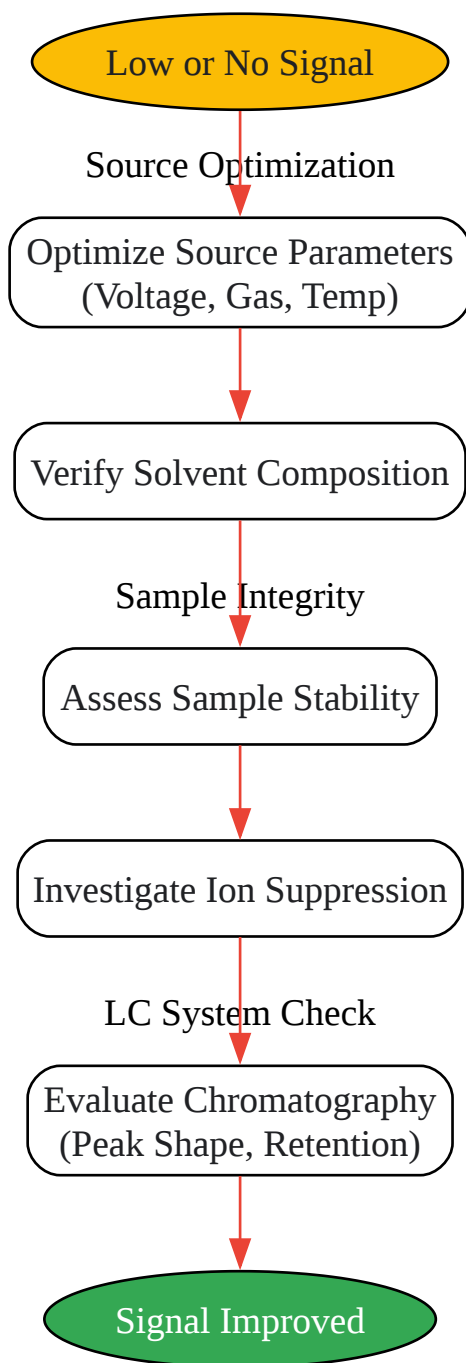 Low or No Signal
Source Optimization
Optimize Source Parameters
(Voltage, Gas, Temp)
Verify Solvent Composition
Sample Integrity
Assess Sample Stability
Investigate Ion Suppression
LC System Check
Evaluate Chromatography
(Peak Shape, Retention)
Signal Improved